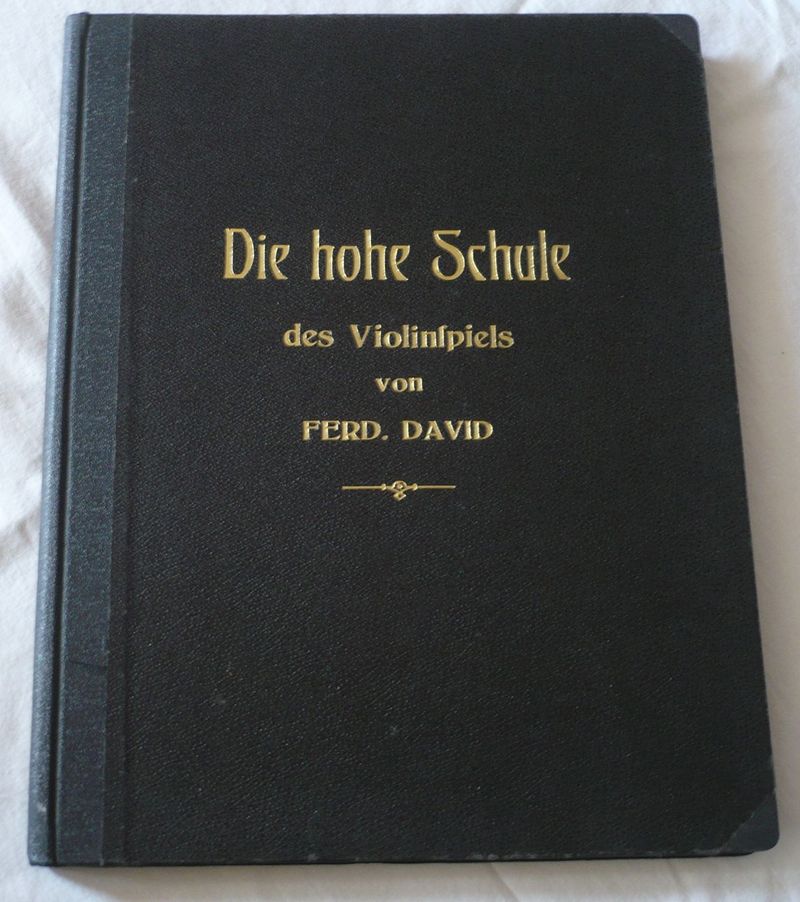 Die hohe Schule
des Violinſpiels
von
FERD. DAVID